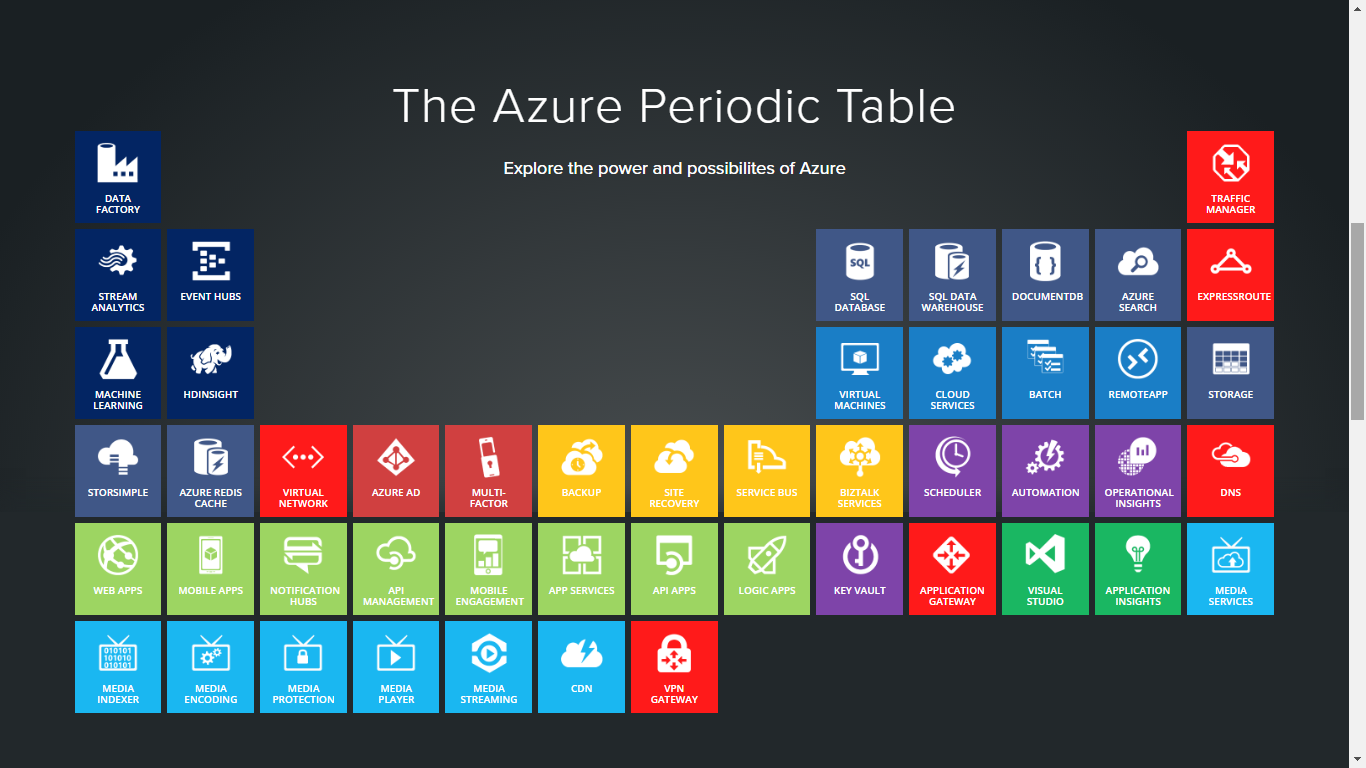 The Azure Periodic Table
Explore the power and possibilites of Azure
DATA
FACTORY
TRAFFIC
MANAGER
STREAM
ANALYTICS
EVENT HUBS
SQL
SQL
DATABASE
SQL DATA
WAREHOUSE
{ }
DOCUMENTDB
AZURE
SEARCH
EXPRESSROUTE
MACHINE
LEARNING
HDINSIGHT
VIRTUAL
MACHINES
CLOUD
SERVICES
BATCH
REMOTEAPP
STORAGE
STORSIMPLE
AZURE REDIS
CACHE
VIRTUAL
NETWORK
AZURE AD
MULTI-
FACTOR
BACKUP
SITE
RECOVERY
SERVICE BUS
BIZTALK
SERVICES
SCHEDULER
AUTOMATION
OPERATIONAL
INSIGHTS
DNS
WEB APPS
MOBILE APPS
NOTIFICATION
HUBS
API
MANAGEMENT
MOBILE
ENGAGEMENT
APP SERVICES
API APPS
LOGIC APPS
KEY VAULT
APPLICATION
GATEWAY
VISUAL
STUDIO
APPLICATION
INSIGHTS
MEDIA
SERVICES
010101
101010
010101
MEDIA
INDEXER
MEDIA
ENCODING
MEDIA
PROTECTION
MEDIA
PLAYER
MEDIA
STREAMING
CDN
VPN
GATEWAY